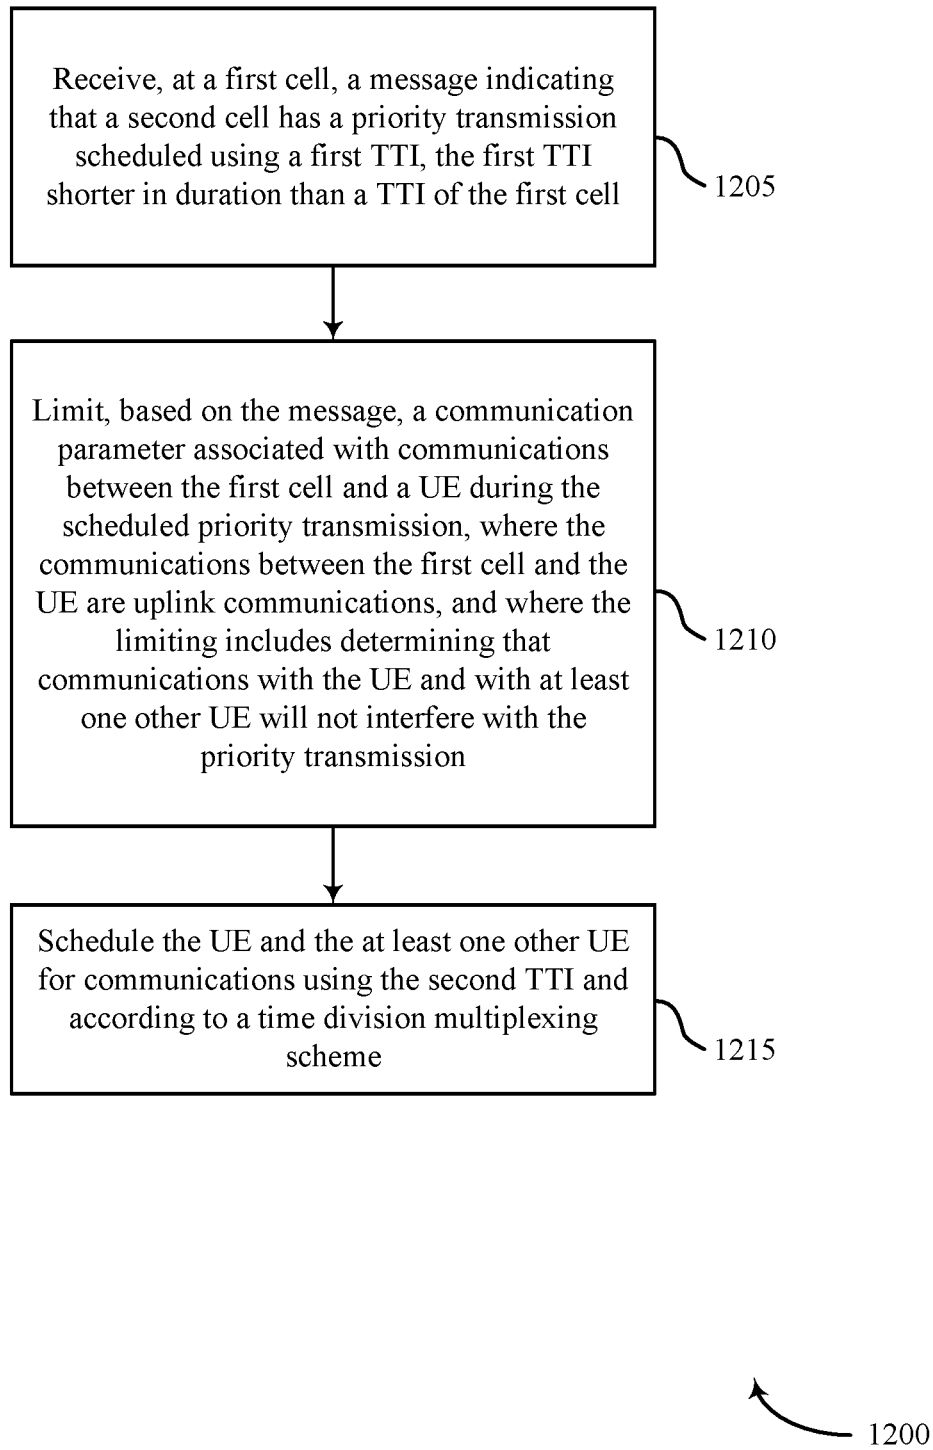 Receive, at a first cell, a message indicating
that a second cell has a priority transmission
scheduled using a first TTI, the first TTI
shorter in duration than a TTI of the first cell
1205
Limit, based on the message, a communication
parameter associated with communications
between the first cell and a UE during the
scheduled priority transmission, where the
communications between the first cell and the
UE are uplink communications, and where the
limiting includes determining that
communications with the UE and with at least
one other UE will not interfere with the
priority transmission
1210
Schedule the UE and the at least one other UE
for communications using the second TTI and
according to a time division multiplexing
scheme
1215
1200